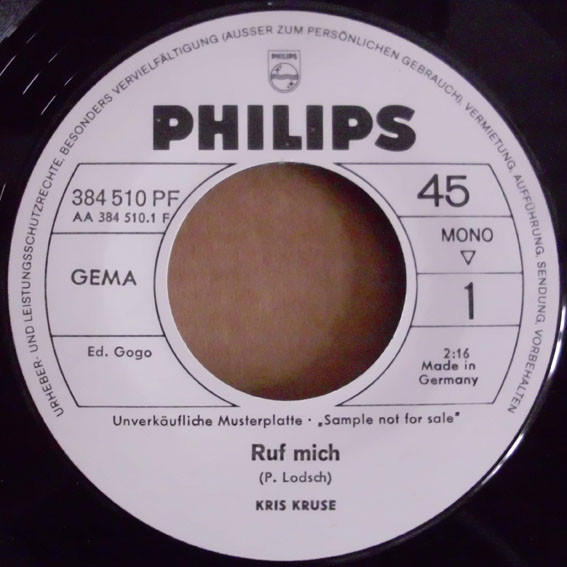 URHEBER- UND LEISTUNGSSCHUTZRECHTE, BESONDERS VERVIELFÄLTIGUNG (AUSSER ZUM PERSÖNLICHEN GEBRAUCH), VERMIETUNG, AUFFÜHRUNG, SENDUNG, VORBEHALTEN
PHILIPS
PHILIPS
384 510 PF
AA 384 510.1 F
45
MONO
▽
GEMA
1
Ed. Gogo
2:16
Made in
Germany
Unverkäufliche Musterplatte · „Sample not for sale"
Ruf mich
(P. Lodsch)
KRIS KRUSE